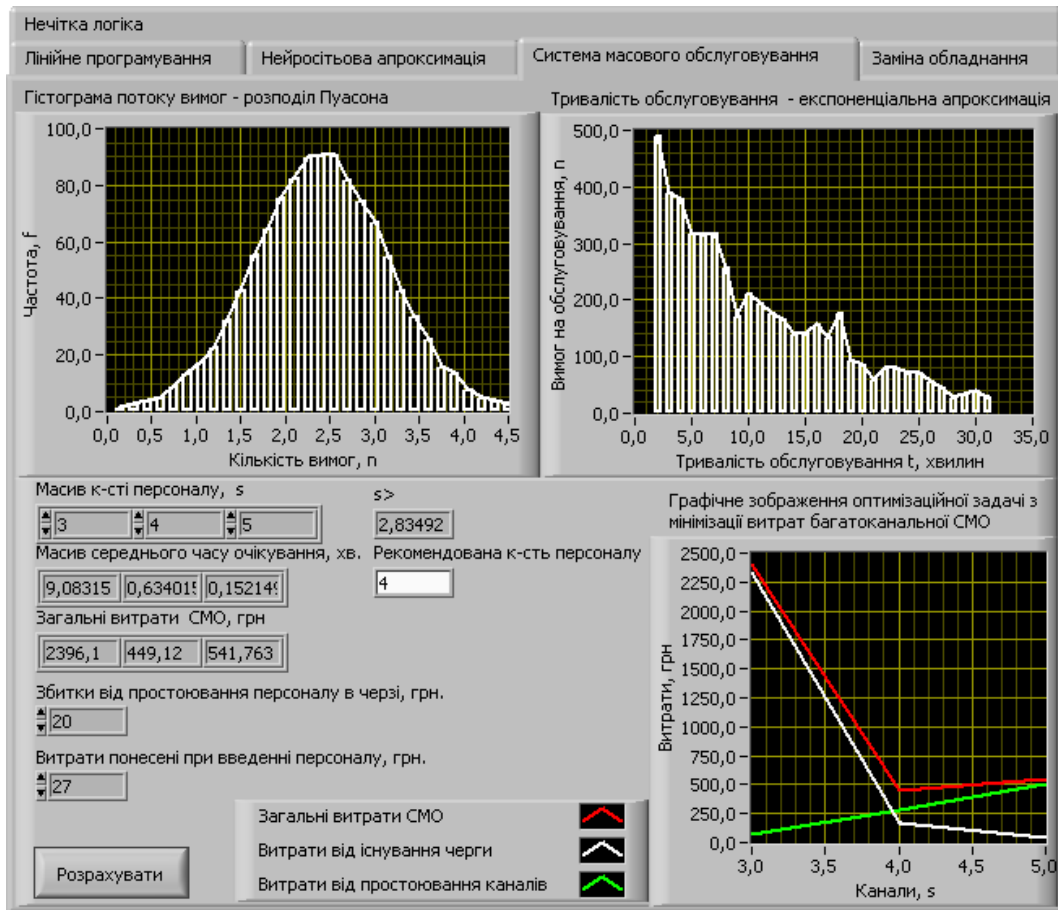 Нечітка логіка
Лінійне програмування
Нейросітьова апроксимація
Система масового обслуговування
Заміна обладнання
Гістограма потоку вимог - розподіл Пуасона
Частота, f
100,0
80,0
60,0
40,0
20,0
0,0
0,0 0,5 1,0 1,5 2,0 2,5 3,0 3,5 4,0 4,5
Кількість вимог, n
Тривалість обслуговування - експоненціальна апроксимація
Вимог на обслуговування, n
500,0
400,0
300,0
200,0
100,0
0,0
0,0 5,0 10,0 15,0 20,0 25,0 30,0 35,0
Тривалість обслуговування t, хвилин
Масив к-сті персоналу, s
3 4 5
s>
2,83492
Масив середнього часу очікування, хв.
9,08315 0,634015 0,152149
Рекомендована к-сть персоналу
4
Загальні витрати СМО, грн
2396,1 449,12 541,763
Збитки від простоювання персоналу в черзі, грн.
20
Витрати понесені при введенні персоналу, грн.
27
Розрахувати
Загальні витрати СМО
Витрати від існування черги
Витрати від простоювання каналів
Графічне зображення оптимізаційної задачі з
мінімізації витрат багатоканальної СМО
Витрати, грн
2500,0
2250,0
2000,0
1750,0
1500,0
1250,0
1000,0
750,0
500,0
250,0
0,0
3,0 3,5 4,0 4,5 5,0
Канали, s